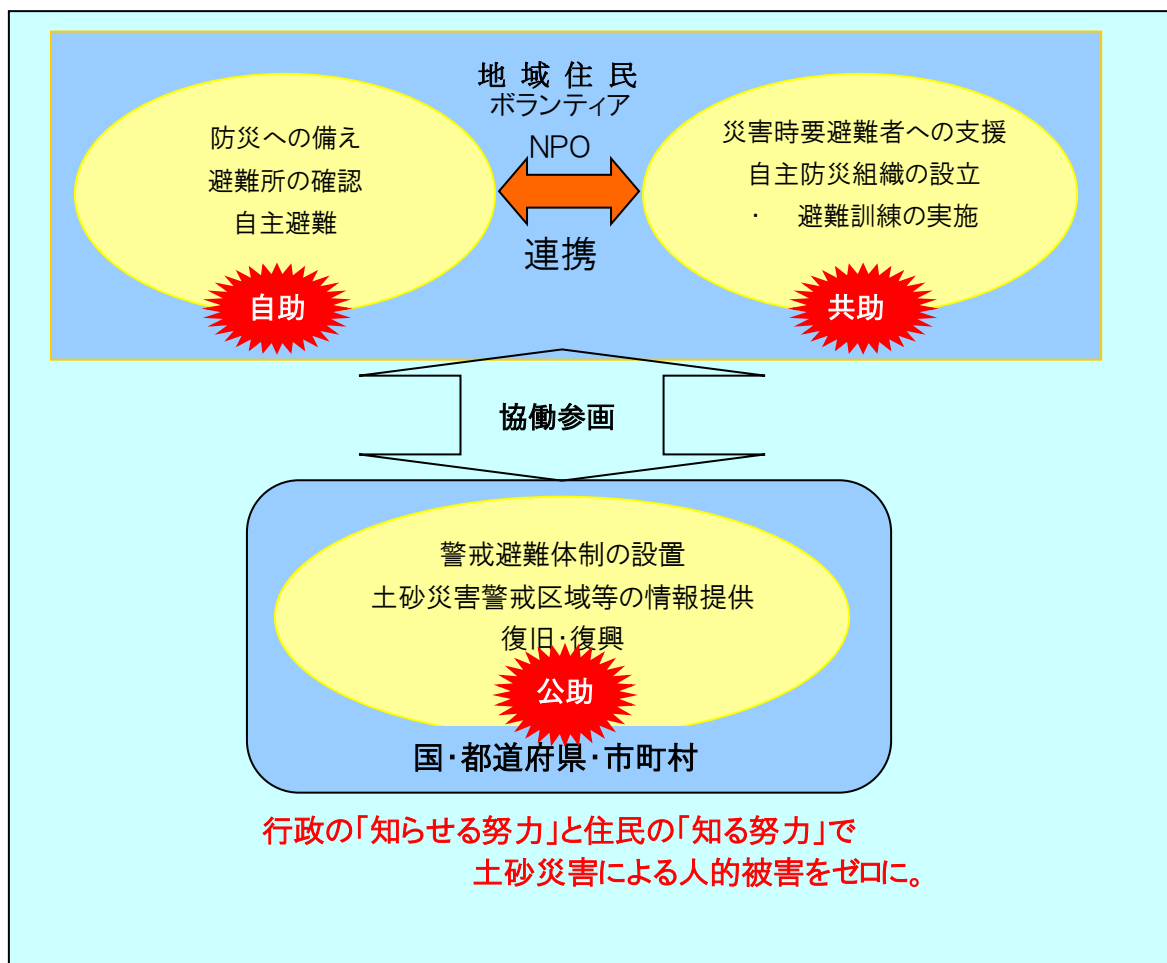 地 域 住 民
ボランティア
NPO
連携
防災への備え
避難所の確認
自主避難
自助
災害時要避難者への支援
自主防災組織の設立
・ 避難訓練の実施
共助
協働参画
警戒避難体制の設置
土砂災害警戒区域等の情報提供
復旧・復興
公助
国・都道府県・市町村
行政の「知らせる努力」と住民の「知る努力」で
土砂災害による人的被害をゼロに。